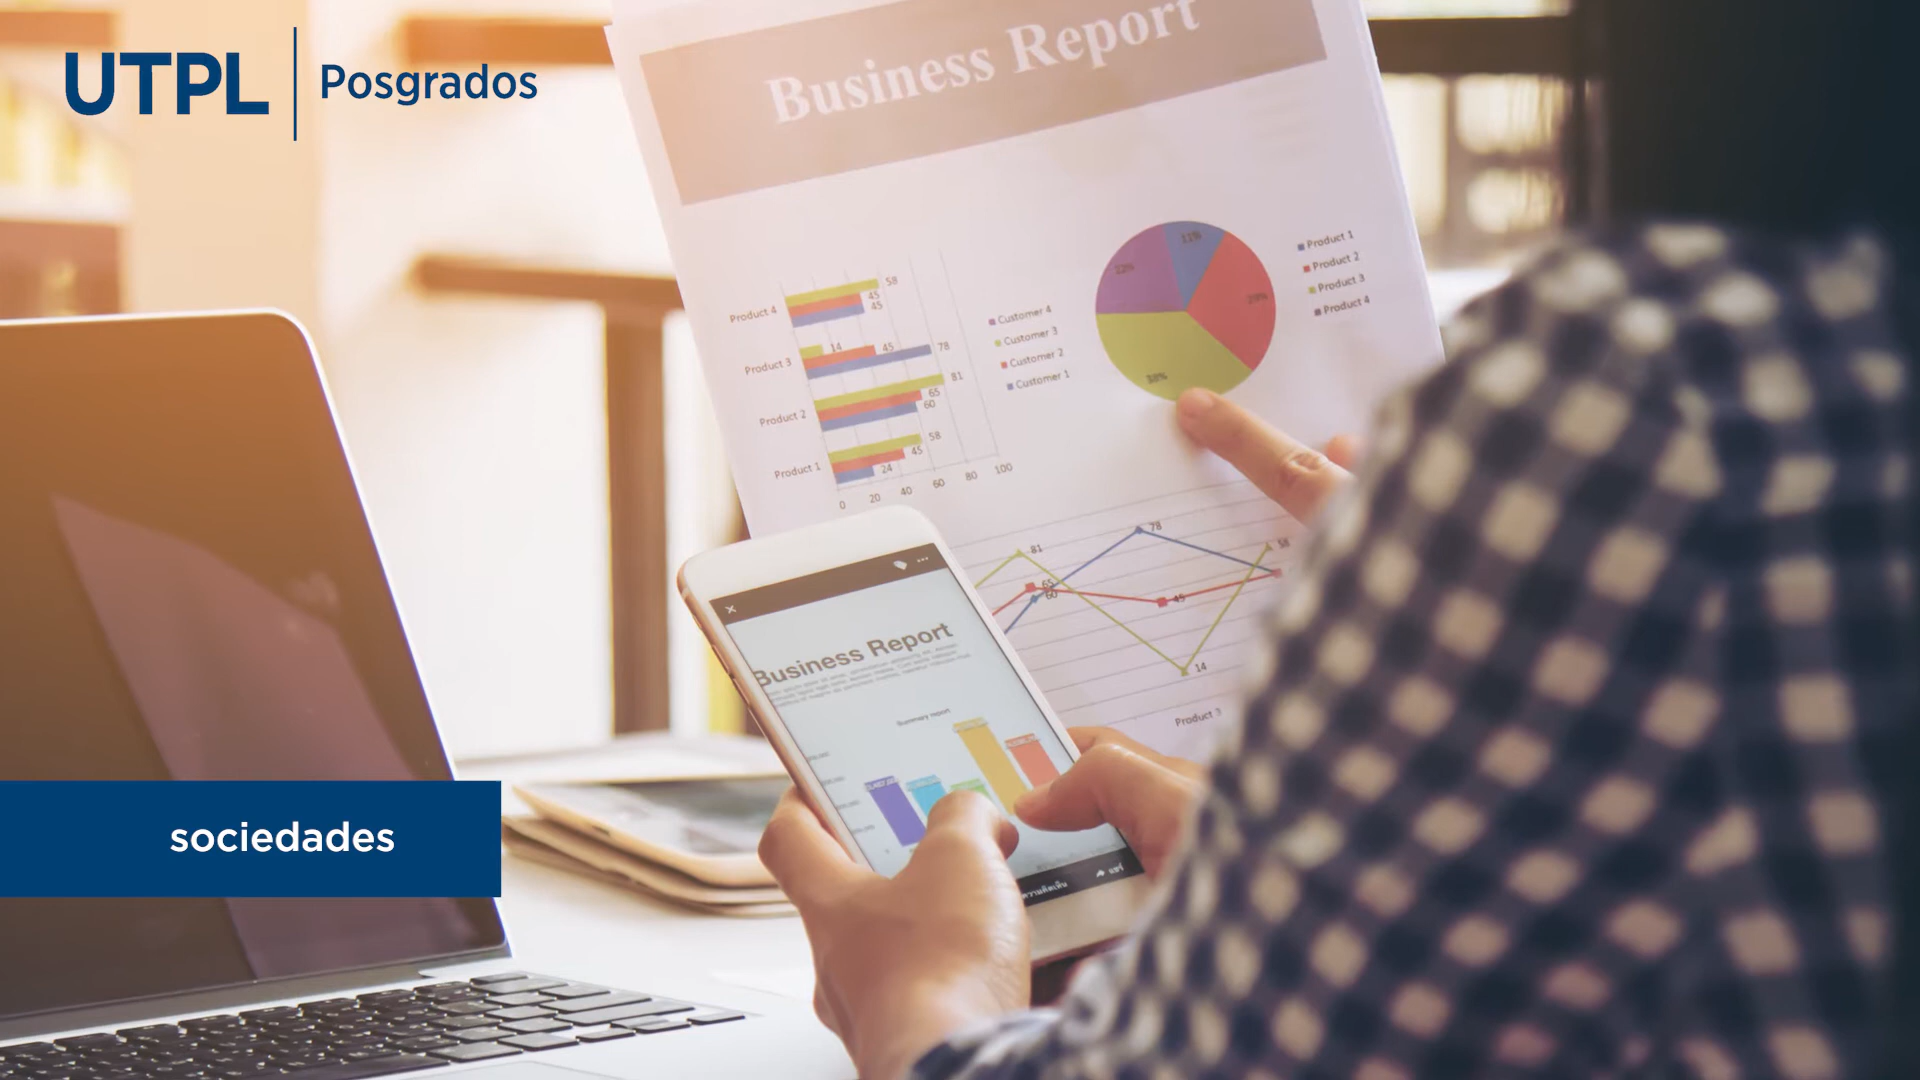 UTPL Posgrados
Business Report
Product 4
58
45
45
Product 3
14
45
78
Product 2
81
65
60
Product 1
58
45
24
0 20 40 60 80 100
Customer 4
Customer 3
Customer 2
Customer 1
11%
Product 1
Product 2
Product 3
Product 4
81
65
60
78
45
58
14
Product 3
Business Report
Summary report
sociedades